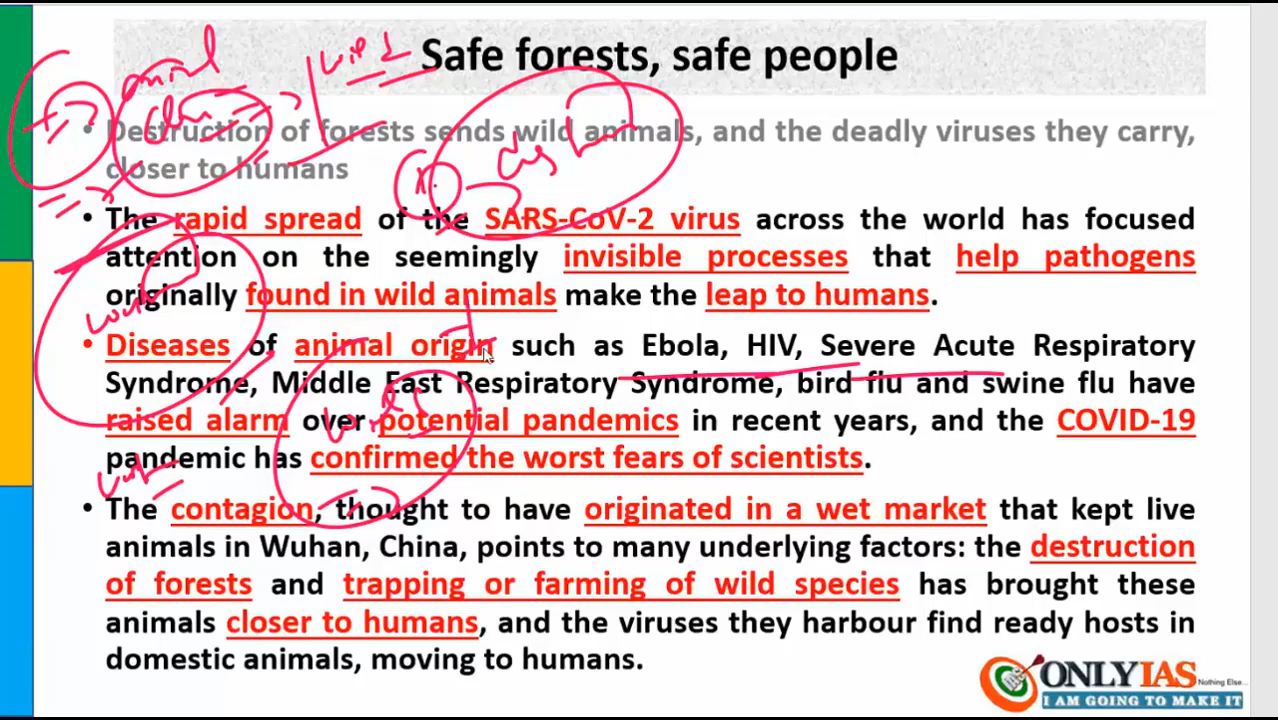 Safe forests, safe people
• Destruction of forests sends wild animals, and the deadly viruses they carry,
closer to humans
• The rapid spread of the SARS-CoV-2 virus across the world has focused
attention on the seemingly invisible processes that help pathogens
originally found in wild animals make the leap to humans.
• Diseases of animal origin such as Ebola, HIV, Severe Acute Respiratory
Syndrome, Middle East Respiratory Syndrome, bird flu and swine flu have
raised alarm over potential pandemics in recent years, and the COVID-19
pandemic has confirmed the worst fears of scientists.
• The contagion, thought to have originated in a wet market that kept live
animals in Wuhan, China, points to many underlying factors: the destruction
of forests and trapping or farming of wild species has brought these
animals closer to humans, and the viruses they harbour find ready hosts in
domestic animals, moving to humans.
ONLY IAS
Nothing Else...
I AM GOING TO MAKE IT